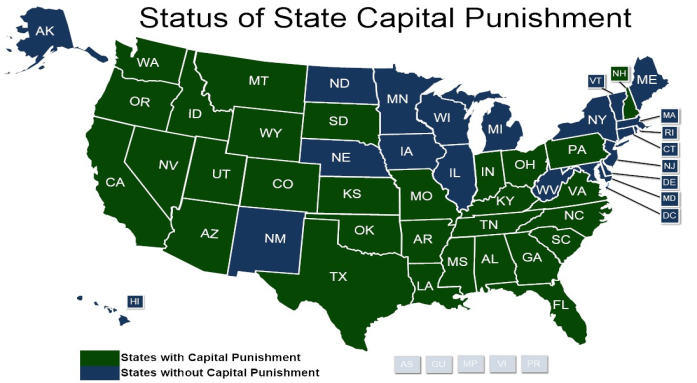 Status of State Capital Punishment
AK
WA
MT
ND
MN
VT
NH
ME
OR
ID
SD
WI
MI
NY
MA
WY
RI
NE
IA
PA
CT
NV
UT
CO
IL
IN
OH
NJ
CA
KS
MO
WV
VA
DE
KY
MD
AZ
NM
OK
AR
TN
NC
DC
SC
TX
MS
AL
GA
LA
FL
HI
States with Capital Punishment
States without Capital Punishment
AS
GU
MP
VI
PR